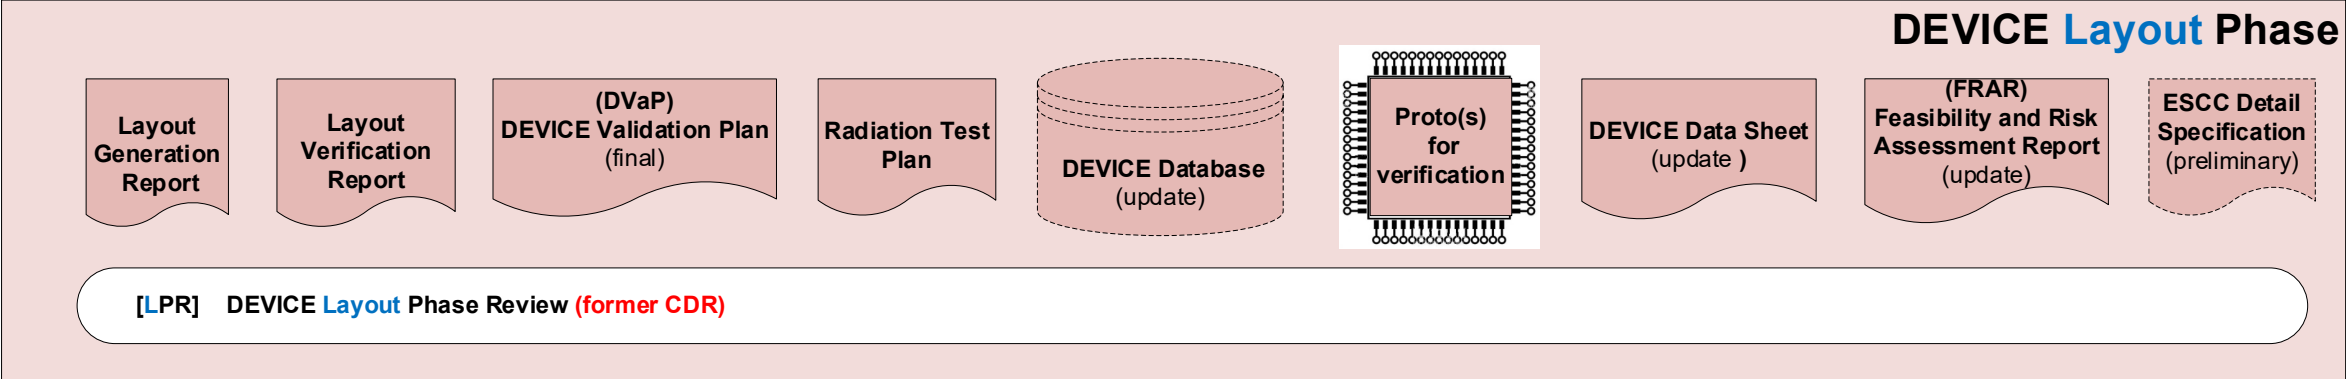 DEVICE Layout Phase
Layout
Generation
Report
Layout
Verification
Report
(DVaP)
DEVICE Validation Plan
(final)
Radiation Test
Plan
DEVICE Database
(update)
Proto(s)
for
verification
DEVICE Data Sheet
(update )
(FRAR)
Feasibility and Risk
Assessment Report
(update)
ESCC Detail
Specification
(preliminary)
[LPR] DEVICE Layout Phase Review (former CDR)